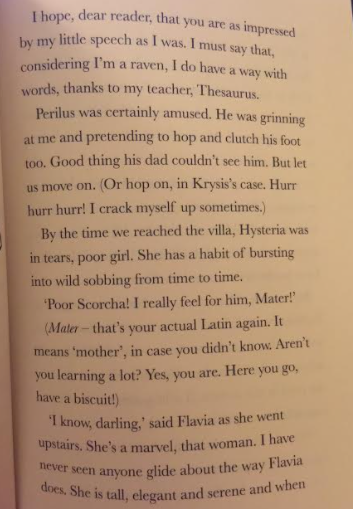 I hope, dear reader, that you are as impressed
by my little speech as I was. I must say that,
considering I'm a raven, I do have a way with
words, thanks to my teacher, Thesaurus.
Perilus was certainly amused. He was grinning
at me and pretending to hop and clutch his foot
too. Good thing his dad couldn't see him. But let
us move on. (Or hop on, in Krysis's case. Hurr
hurr hurr! I crack myself up sometimes.)
By the time we reached the villa, Hysteria was
in tears, poor girl. She has a habit of bursting
into wild sobbing from time to time.
'Poor Scorcha! I really feel for him, Mater!'
(Mater – that's your actual Latin again. It
means 'mother', in case you didn't know. Aren't
you learning a lot? Yes, you are. Here you go,
have a biscuit!)
'I know, darling,' said Flavia as she went
upstairs. She's a marvel, that woman. I have
never seen anyone glide about the way Flavia
does. She is tall, elegant and serene and when